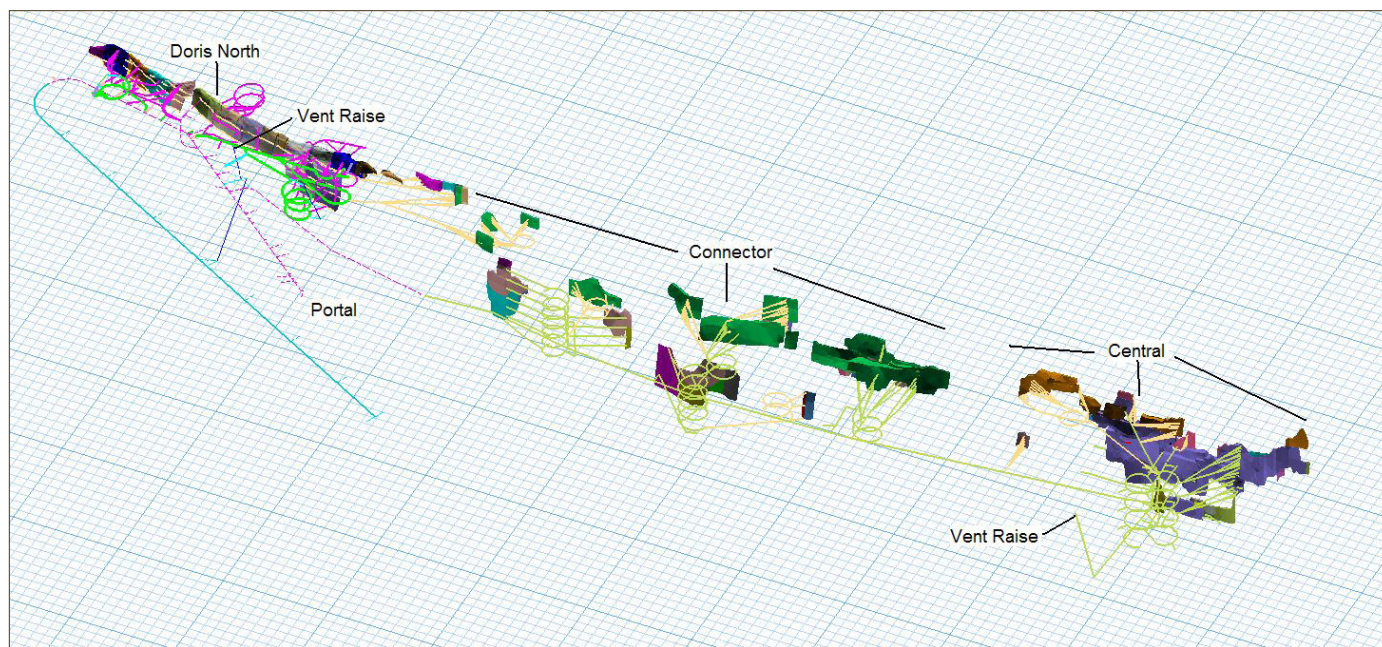 Doris North
Vent Raise
Connector
Portal
Central
Vent Raise